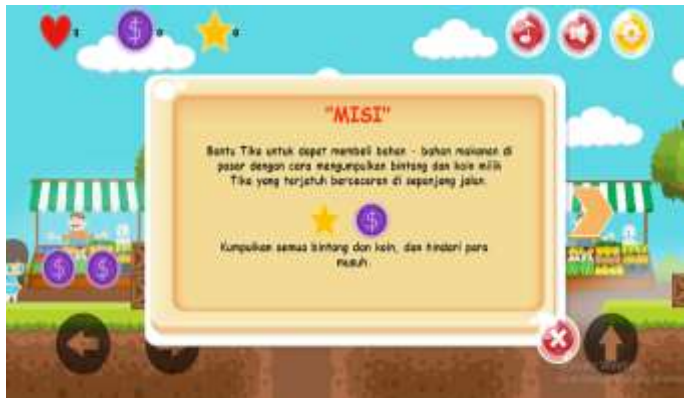 "MISI"
Bantu Tika untuk dapat membeli bahan - bahan makanan di
pasar dengan cara mengumpulkan bintang dan koin milik
Tika yang terjatuh berceceran di sepanjang jalan.
Kumpulkan semua bintang dan koin, dan hindari para
musuh.